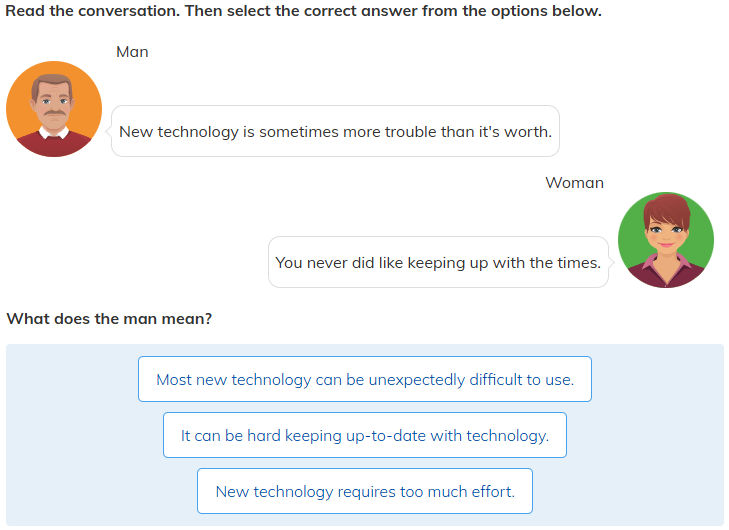 Read the conversation. Then select the correct answer from the options below.
Man
New technology is sometimes more trouble than it's worth.
Woman
You never did like keeping up with the times.
What does the man mean?
Most new technology can be unexpectedly difficult to use.
It can be hard keeping up-to-date with technology.
New technology requires too much effort.